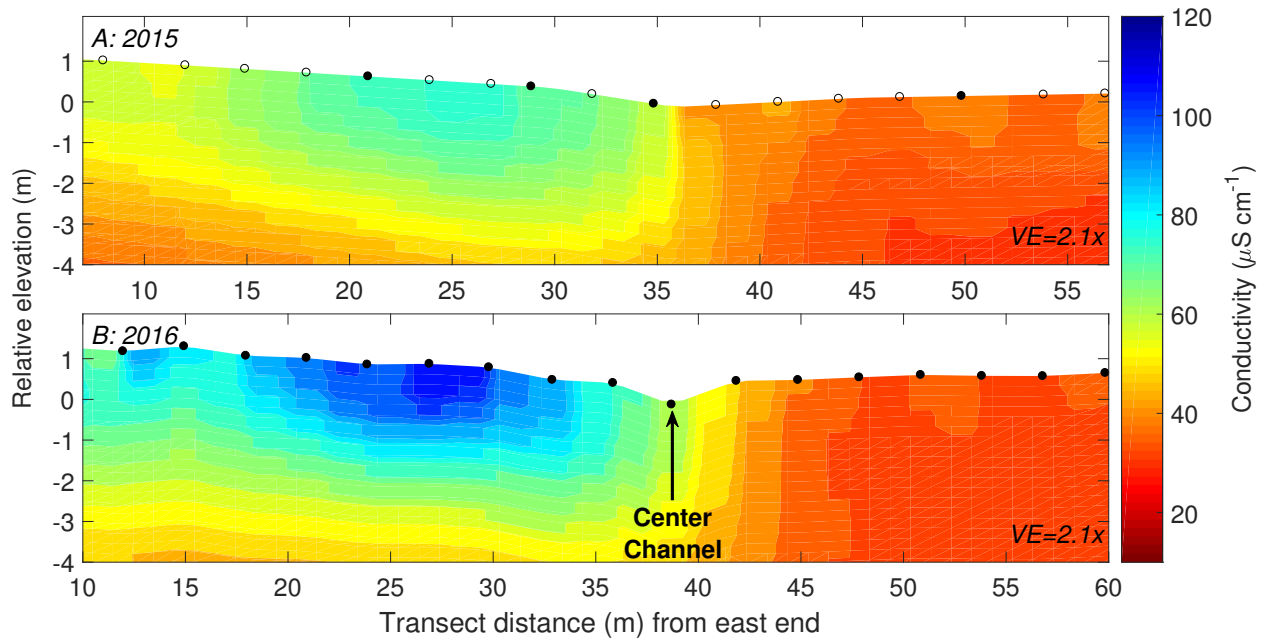 A: 2015
1
0
-1
-2
-3
-4
VE=2.1x
10 15 20 25 30 35 40 45 50 55
Relative elevation (m)
B: 2016
1
0
-1
-2
-3
-4
Center
Channel
VE=2.1x
10 15 20 25 30 35 40 45 50 55 60
Transect distance (m) from east end
120
100
80
60
40
20
Conductivity (μS cm⁻¹)